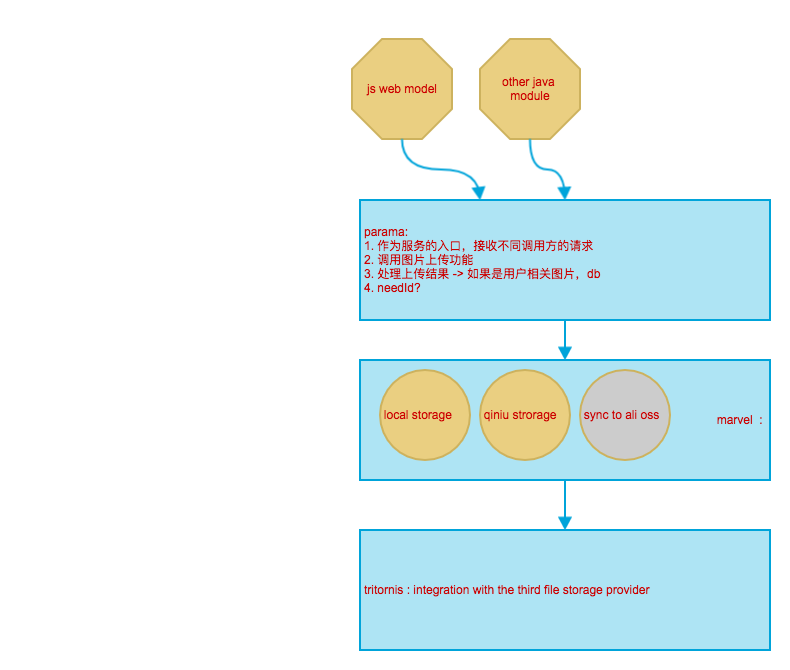 js web model
other java
module
parama:
1. 作为服务的入口，接收不同调用方的请求
2. 调用图片上传功能
3. 处理上传结果 -> 如果是用户相关图片，db
4. needId?
local storage
qiniu strorage
sync to ali oss
marvel :
tritornis : integration with the third file storage provider